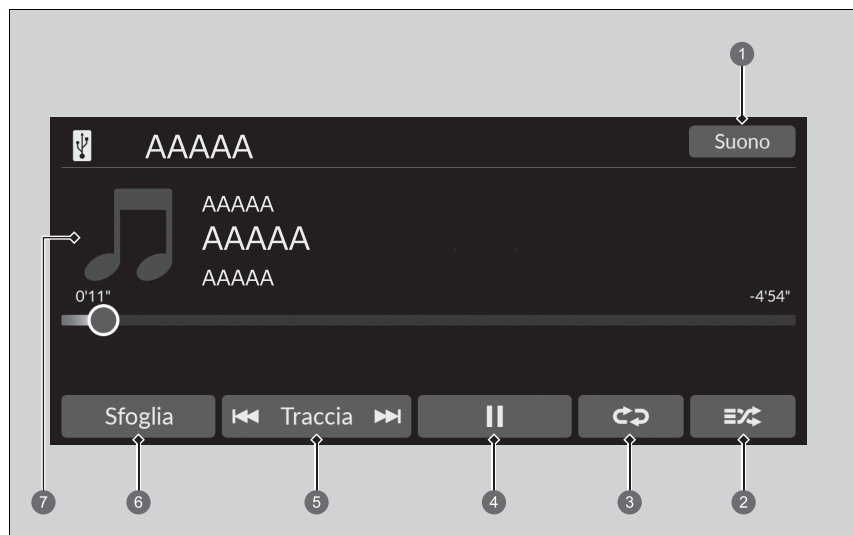 1
AAAAA
Suono
AAAAA
AAAAA
AAAAA
0'11"
-4'54"
Sfoglia
Traccia
7
6
5
4
3
2